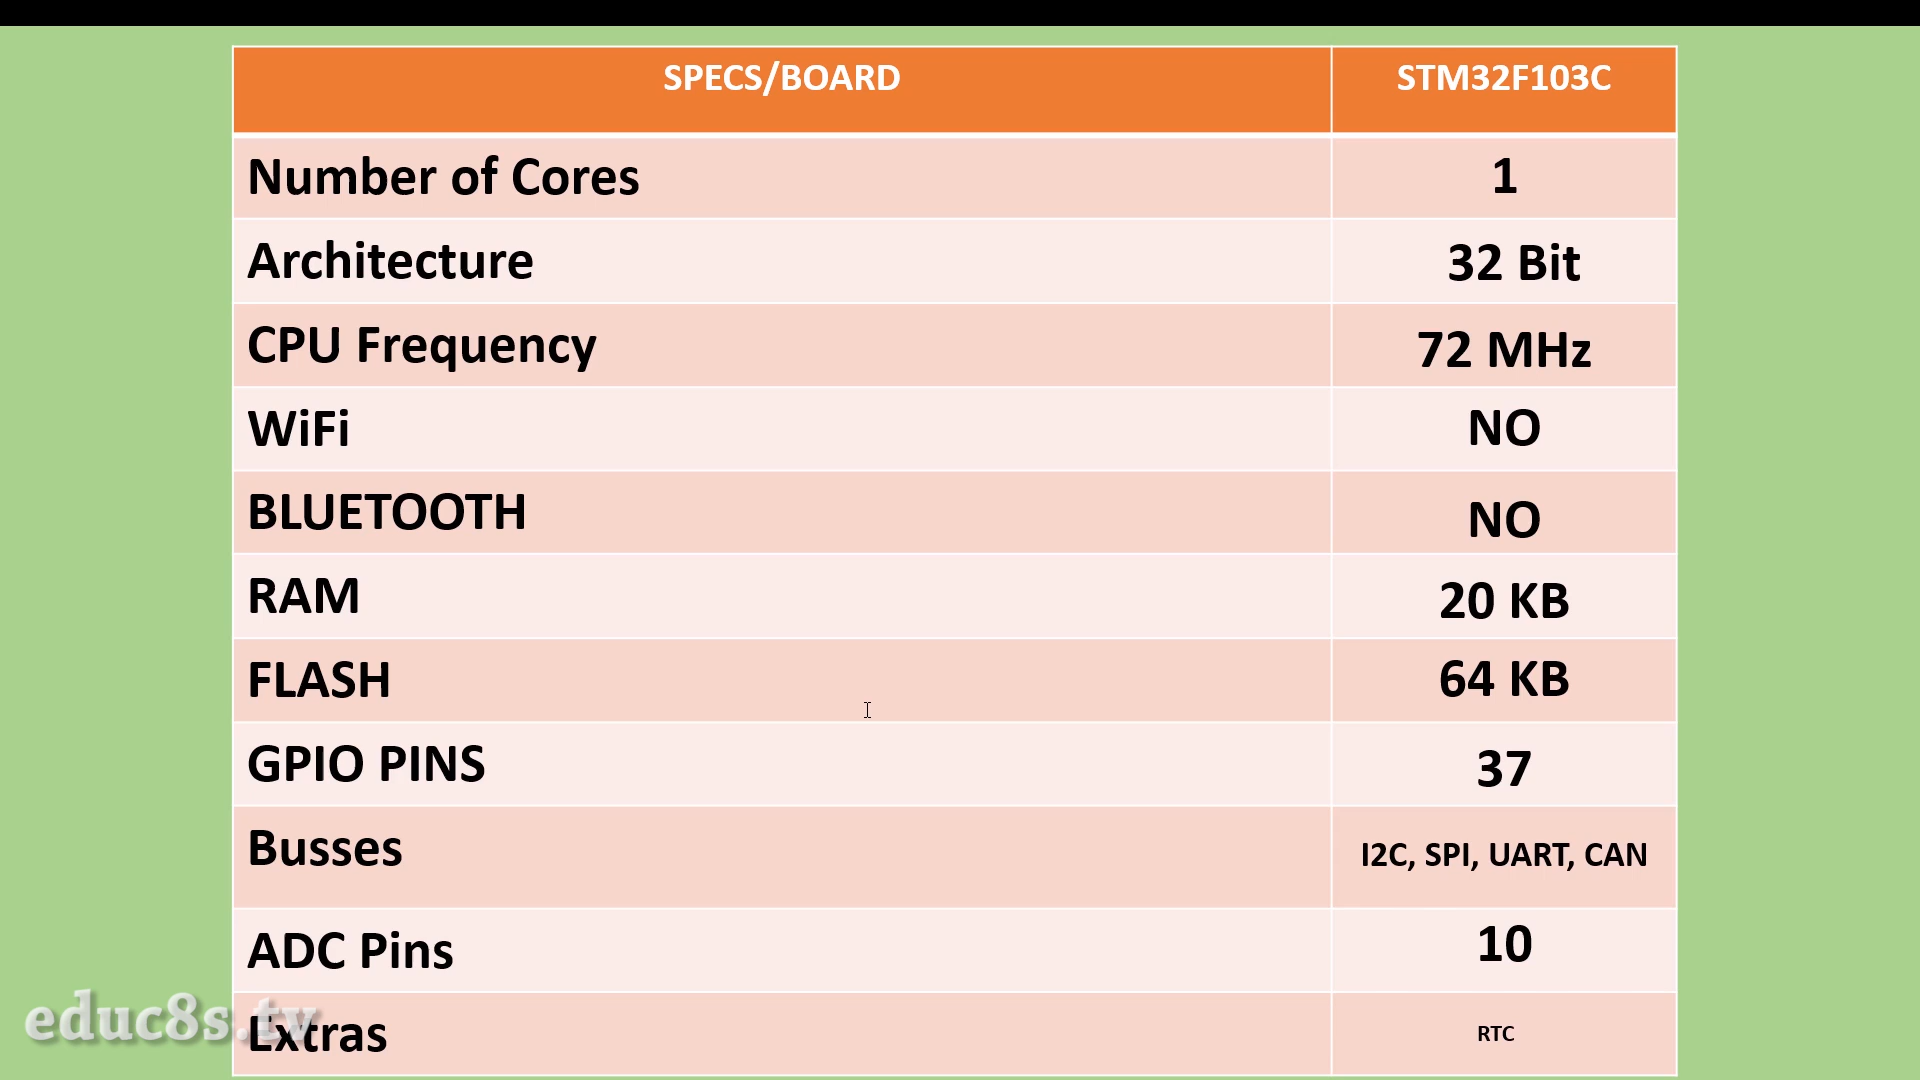 SPECS/BOARD STM32F103C
Number of Cores 1
Architecture 32 Bit
CPU Frequency 72 MHz
WiFi NO
BLUETOOTH NO
RAM 20 KB
FLASH 64 KB
GPIO PINS 37
Busses I2C, SPI, UART, CAN
ADC Pins 10
educ8s.tv
Extras RTC